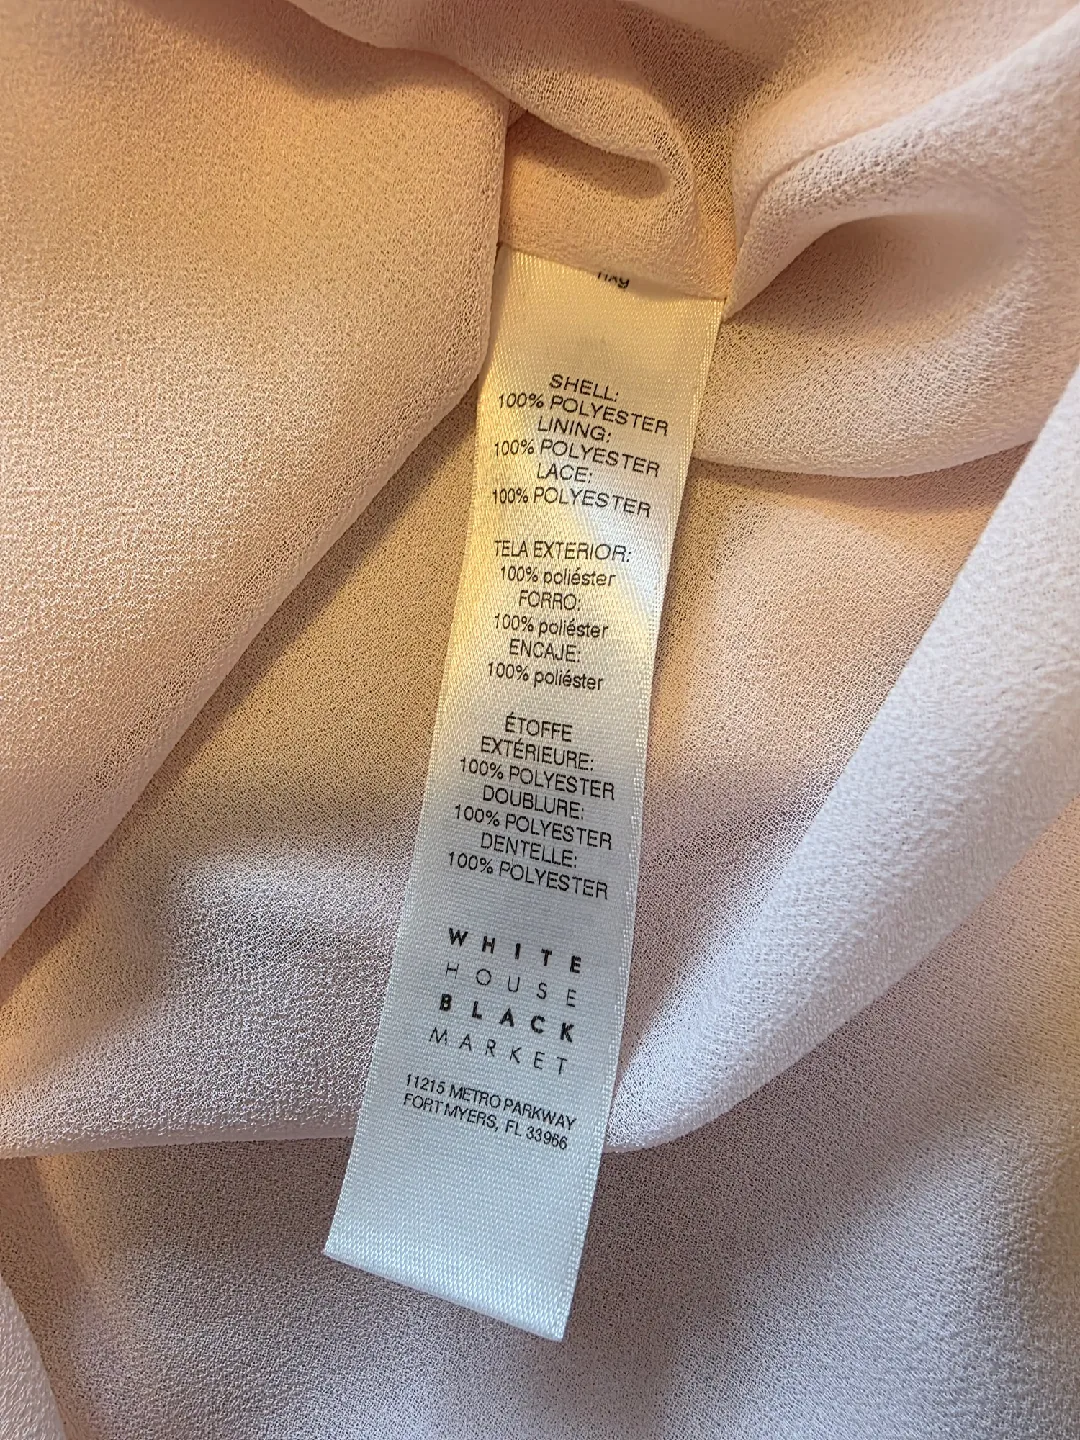 SHELL:
100% POLYESTER
LINING:
100% POLYESTER
LACE:
100% POLYESTER
TELA EXTERIOR:
100% poliéster
FORRO:
100% poliéster
ENCAJE:
100% poliéster
ÉTOFFE
EXTÉRIEURE:
100% POLYESTER
DOUBLURE:
100% POLYESTER
DENTELLE:
100% POLYESTER
WHITE
HOUSE
BLACK
MARKET
11215 METRO PARKWAY
FORT MYERS, FL 33966